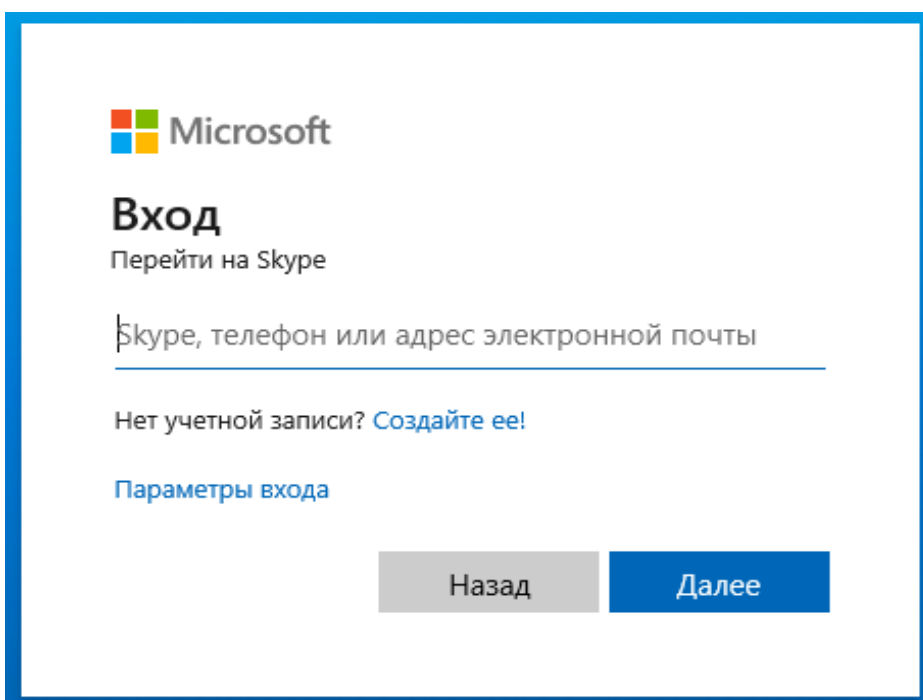 Microsoft
Вход
Перейти на Skype
Skype, телефон или адрес электронной почты
Нет учетной записи? Создайте ее!
Параметры входа
Назад Далее